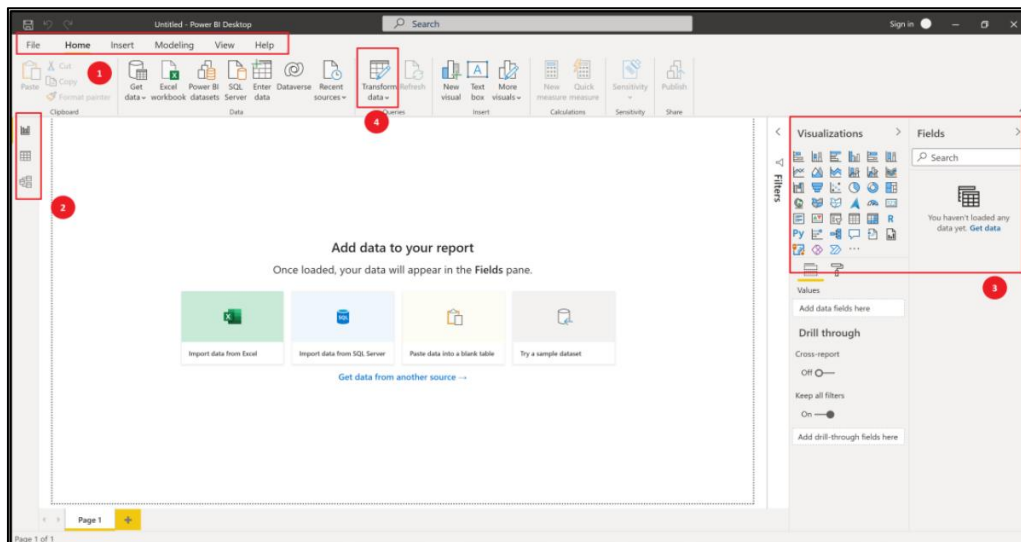 Untitled - Power BI Desktop
Search
Sign in
File Home Insert Modeling View Help
1
Paste
Cut
Copy
Format painter
Get data
Excel workbook
Power BI datasets
SQL Server
Enter data
Dataverse
Recent sources
Transform data
Refresh
New visual
Text box
More visuals
New measure
Quick measure
Sensitivity
Publish
Clipboard
Data
Queries
Insert
Calculations
Sensitivity
Share
4
2
Filters
Visualizations
R
Py
Values
Add data fields here
Drill through
Cross-report
Off
Keep all filters
On
Add drill-through fields here
Fields
Search
You haven't loaded any
data yet. Get data
3
Add data to your report
Once loaded, your data will appear in the Fields pane.
SQL
Import data from Excel
Import data from SQL Server
Paste data into a blank table
Try a sample dataset
Get data from another source →
Page 1
Page 1 of 1